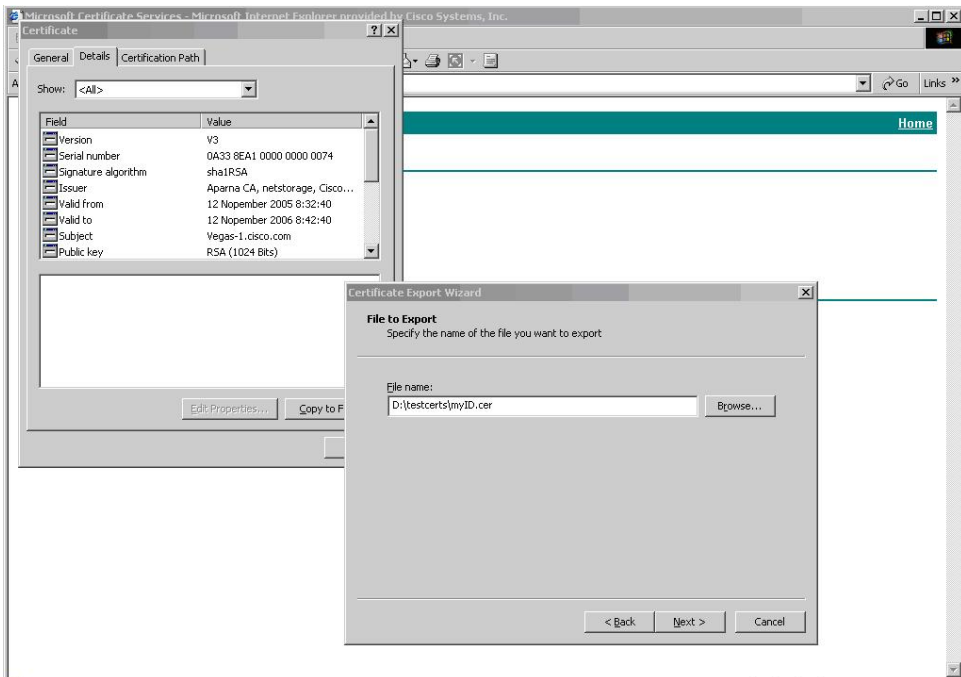 Microsoft Certificate Services - Microsoft Internet Explorer provided by Cisco Systems, Inc.
Certificate
General Details Certification Path
Go Links »
Show: <All>
Home
Field Value
Version V3
Serial number 0A33 8EA1 0000 0000 0074
Signature algorithm sha1RSA
Issuer Aparna CA, netstorage, Cisco...
Valid from 12 Nopember 2005 8:32:40
Valid to 12 Nopember 2006 8:42:40
Subject Vegas-1.cisco.com
Public key RSA (1024 Bits)
Edit Properties... Copy to F
Certificate Export Wizard
File to Export
Specify the name of the file you want to export
File name:
D:\testcerts\myID.cer Browse...
< Back Next > Cancel